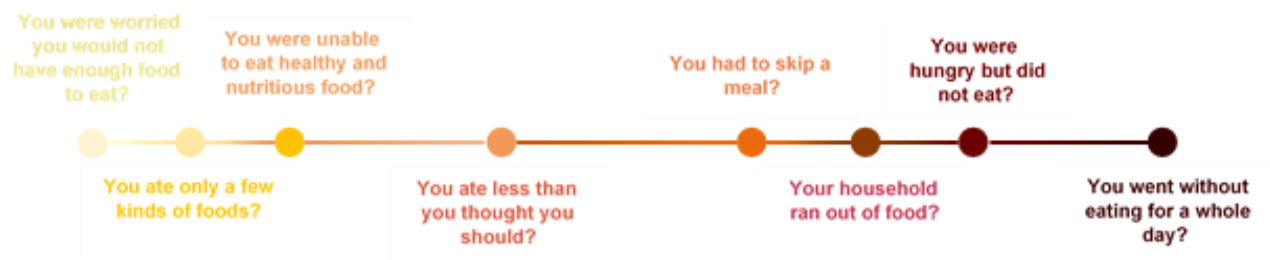 You were worried
you would not
have enough food
to eat?
You ate only a few
kinds of foods?
You were unable
to eat healthy and
nutritious food?
You ate less than
you thought you
should?
You had to skip a
meal?
Your household
ran out of food?
You were
hungry but did
not eat?
You went without
eating for a whole
day?